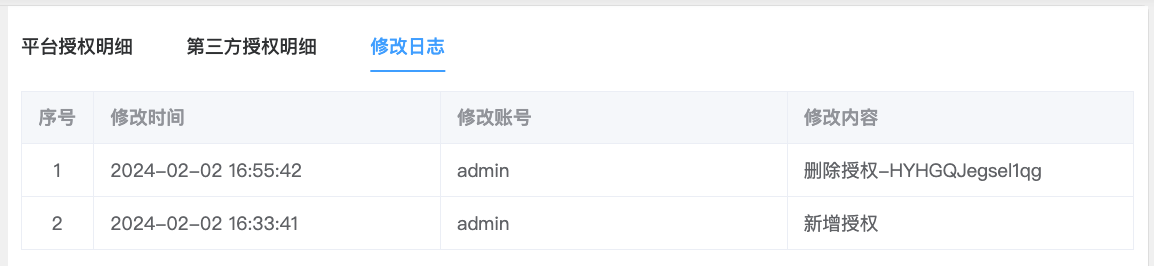 平台授权明细 第三方授权明细 修改日志
序号 修改时间 修改账号 修改内容
1 2024-02-02 16:55:42 admin 删除授权-HYHGQJegsel1qg
2 2024-02-02 16:33:41 admin 新增授权